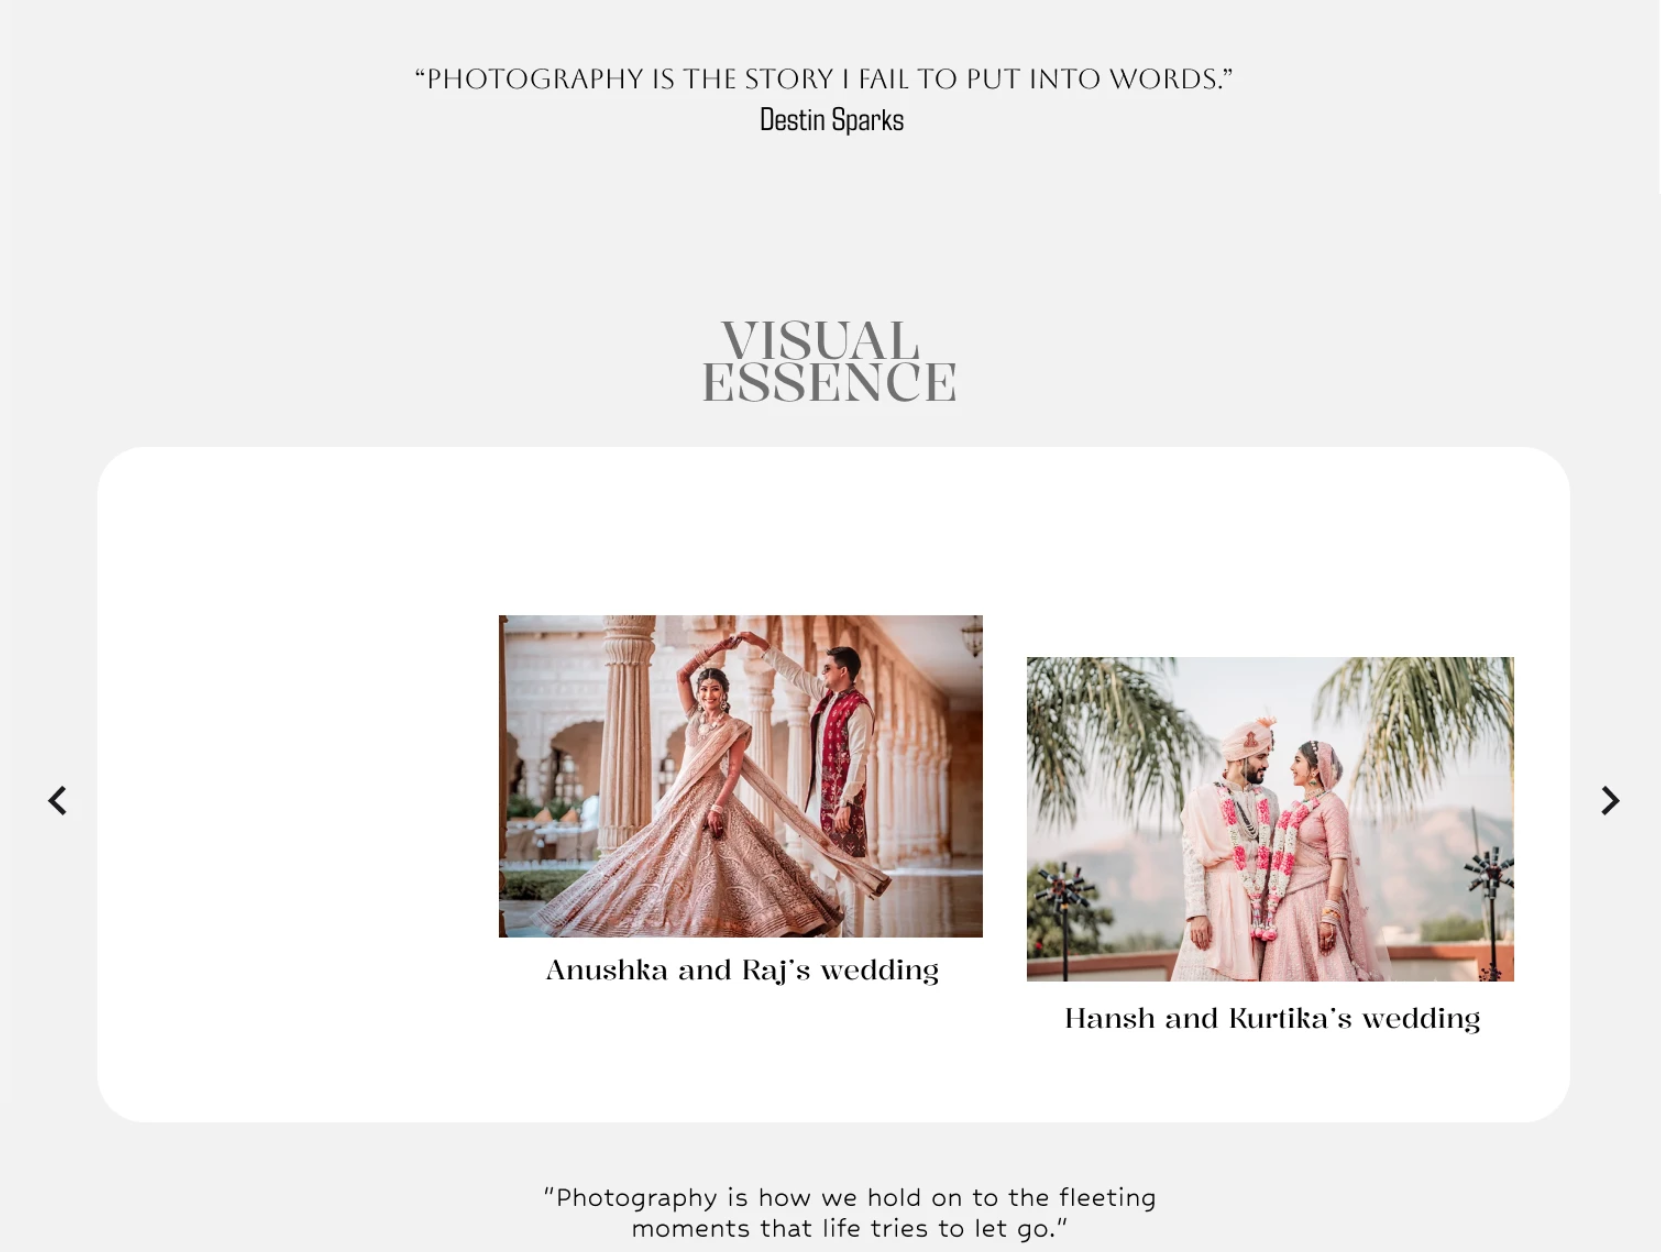 “PHOTOGRAPHY IS THE STORY I FAIL TO PUT INTO WORDS.”
Destin Sparks
VISUAL
ESSENCE
Anushka and Raj’s wedding
Hansh and Kurtika’s wedding
"Photography is how we hold on to the fleeting
moments that life tries to let go."